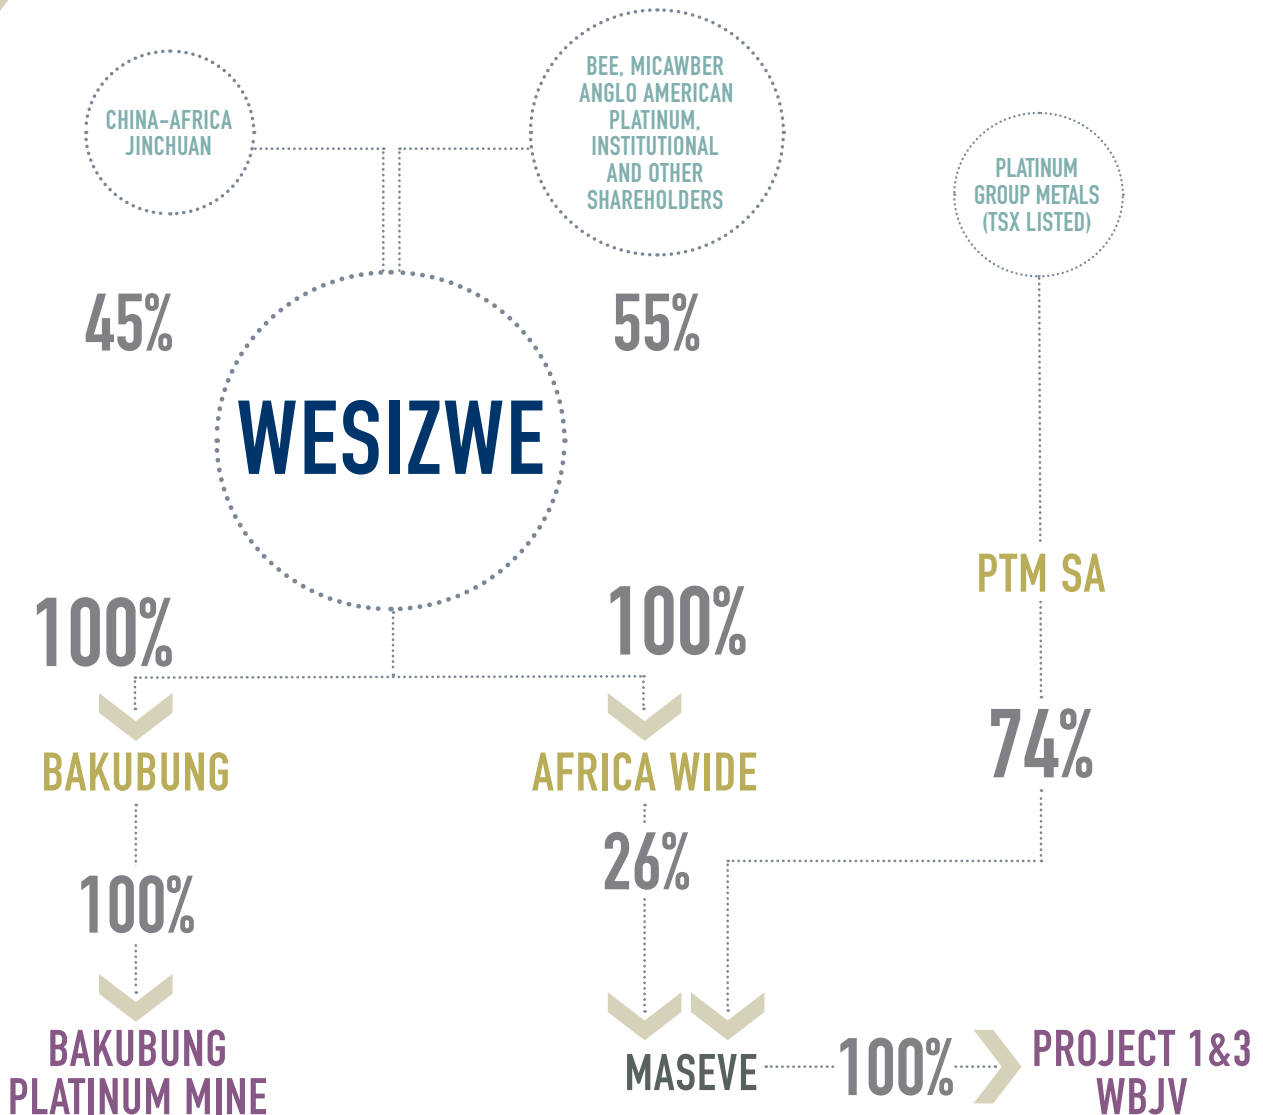 CHINA-AFRICA
JINCHUAN
BEE, MICAWBER
ANGLO AMERICAN
PLATINUM,
INSTITUTIONAL
AND OTHER
SHAREHOLDERS
PLATINUM
GROUP METALS
(TSX LISTED)
45%
55%
WESIZWE
PTM SA
100%
100%
74%
BAKUBUNG
AFRICA WIDE
26%
100%
BAKUBUNG
PLATINUM MINE
MASEVE
100%
PROJECT 1&3
WBJV